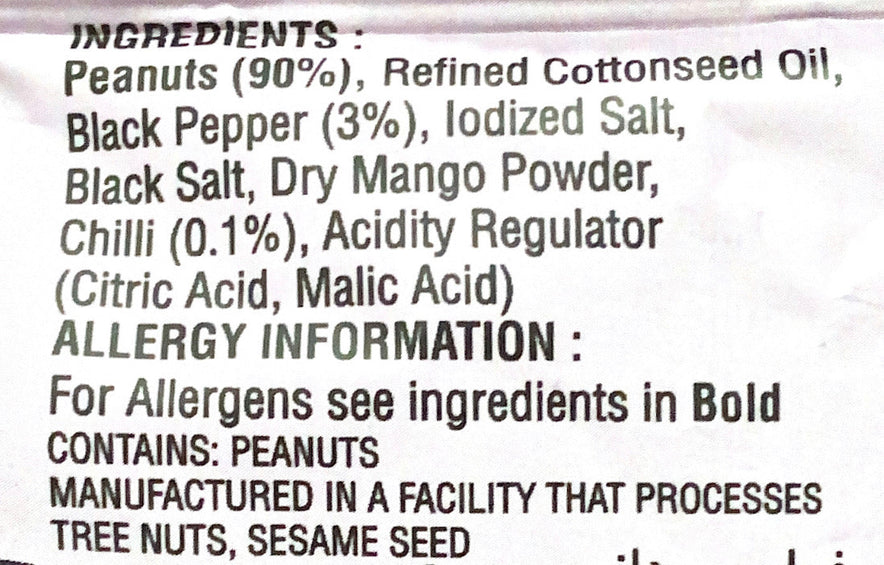 INGREDIENTS :
Peanuts (90%), Refined Cottonseed Oil,
Black Pepper (3%), Iodized Salt,
Black Salt, Dry Mango Powder,
Chilli (0.1%), Acidity Regulator
(Citric Acid, Malic Acid)
ALLERGY INFORMATION :
For Allergens see ingredients in Bold
CONTAINS: PEANUTS
MANUFACTURED IN A FACILITY THAT PROCESSES
TREE NUTS, SESAME SEED